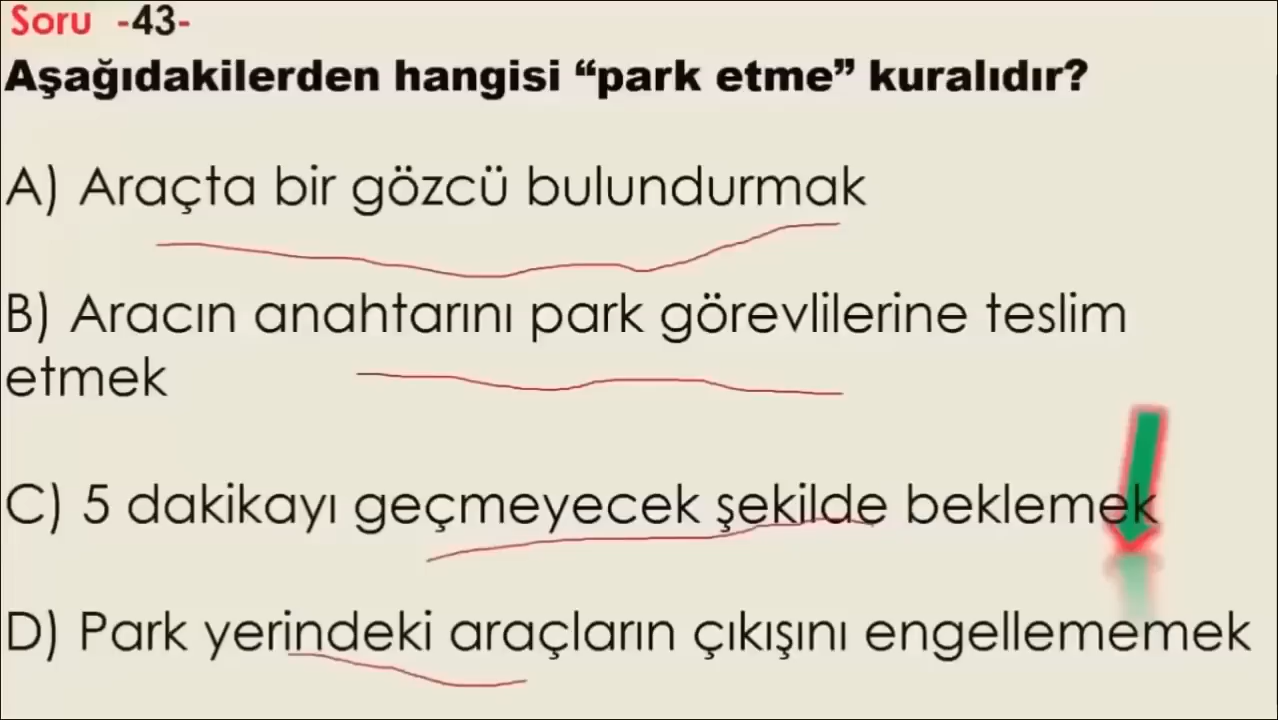 Soru -43-
Aşağıdakilerden hangisi “park etme” kuralıdır?
A) Araçta bir gözcü bulundurmak
B) Aracın anahtarını park görevlilerine teslim
etmek
C) 5 dakikayı geçmeyecek şekilde beklemek
D) Park yerindeki araçların çıkışını engellememek